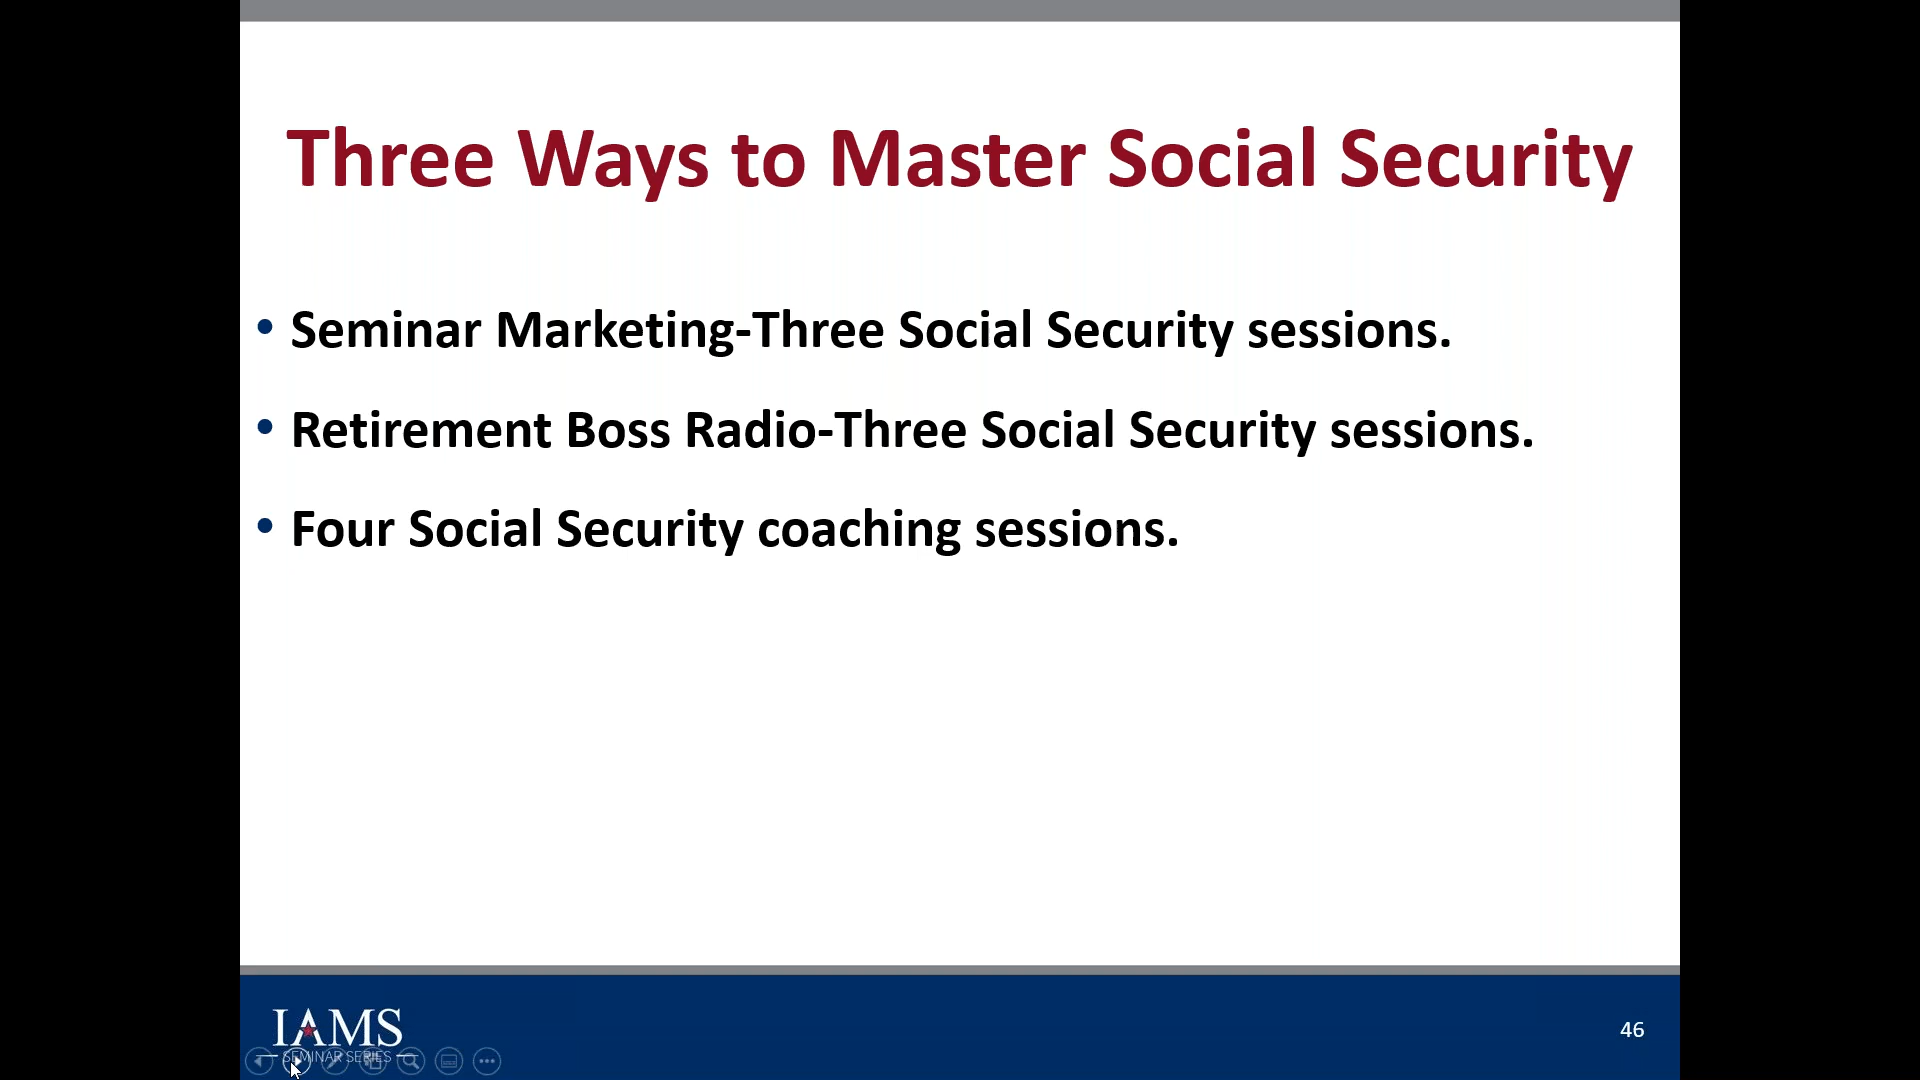 Three Ways to Master Social Security
• Seminar Marketing-Three Social Security sessions.
• Retirement Boss Radio-Three Social Security sessions.
• Four Social Security coaching sessions.
IAMS
SEMINAR SERIES
46